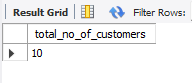 Result Grid Filter Rows:
total_no_of_customers
10